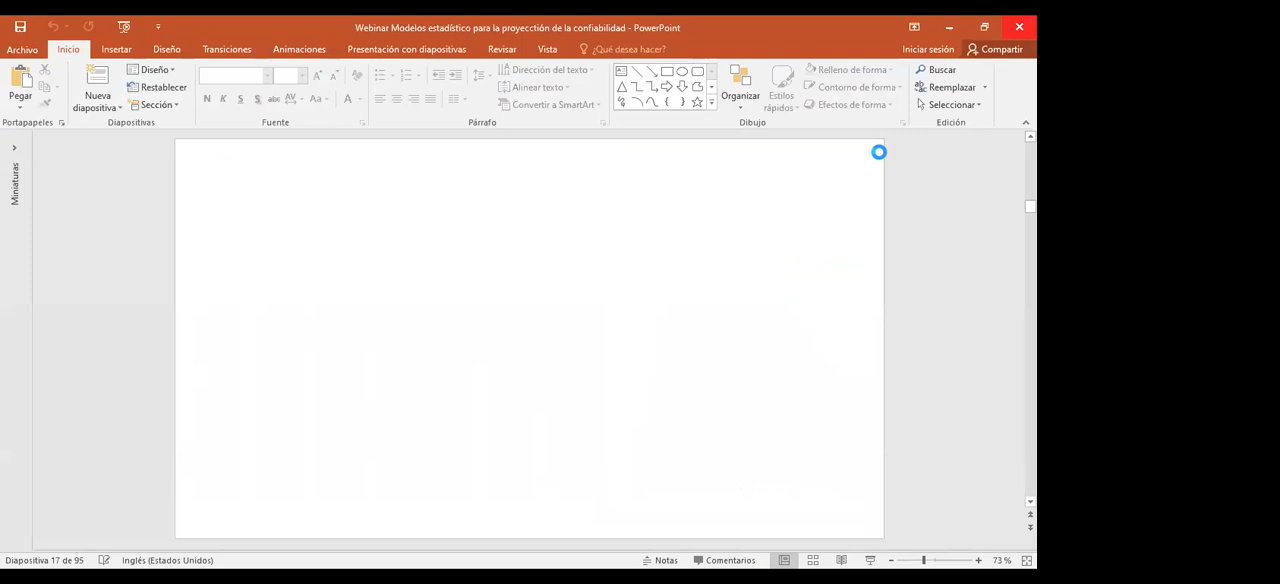 Webinar Modelos estadístico para la proyección de la confiabilidad - PowerPoint
Archivo Inicio Insertar Diseño Transiciones Animaciones Presentación con diapositivas Revisar Vista ¿Qué desea hacer? Iniciar sesión Compartir
Pegar
Portapapeles
Nueva diapositiva
Diseño
Restablecer
Sección
Diapositivas
N K S S abc AV Aa A
Fuente
Dirección del texto
Alinear texto
Convertir a SmartArt
Párrafo
Organizar
Estilos rápidos
Relleno de forma
Contorno de forma
Efectos de forma
Dibujo
Buscar
Reemplazar
Seleccionar
Edición
Miniaturas
Diapositiva 17 de 95 Inglés (Estados Unidos) Notas Comentarios 73 %